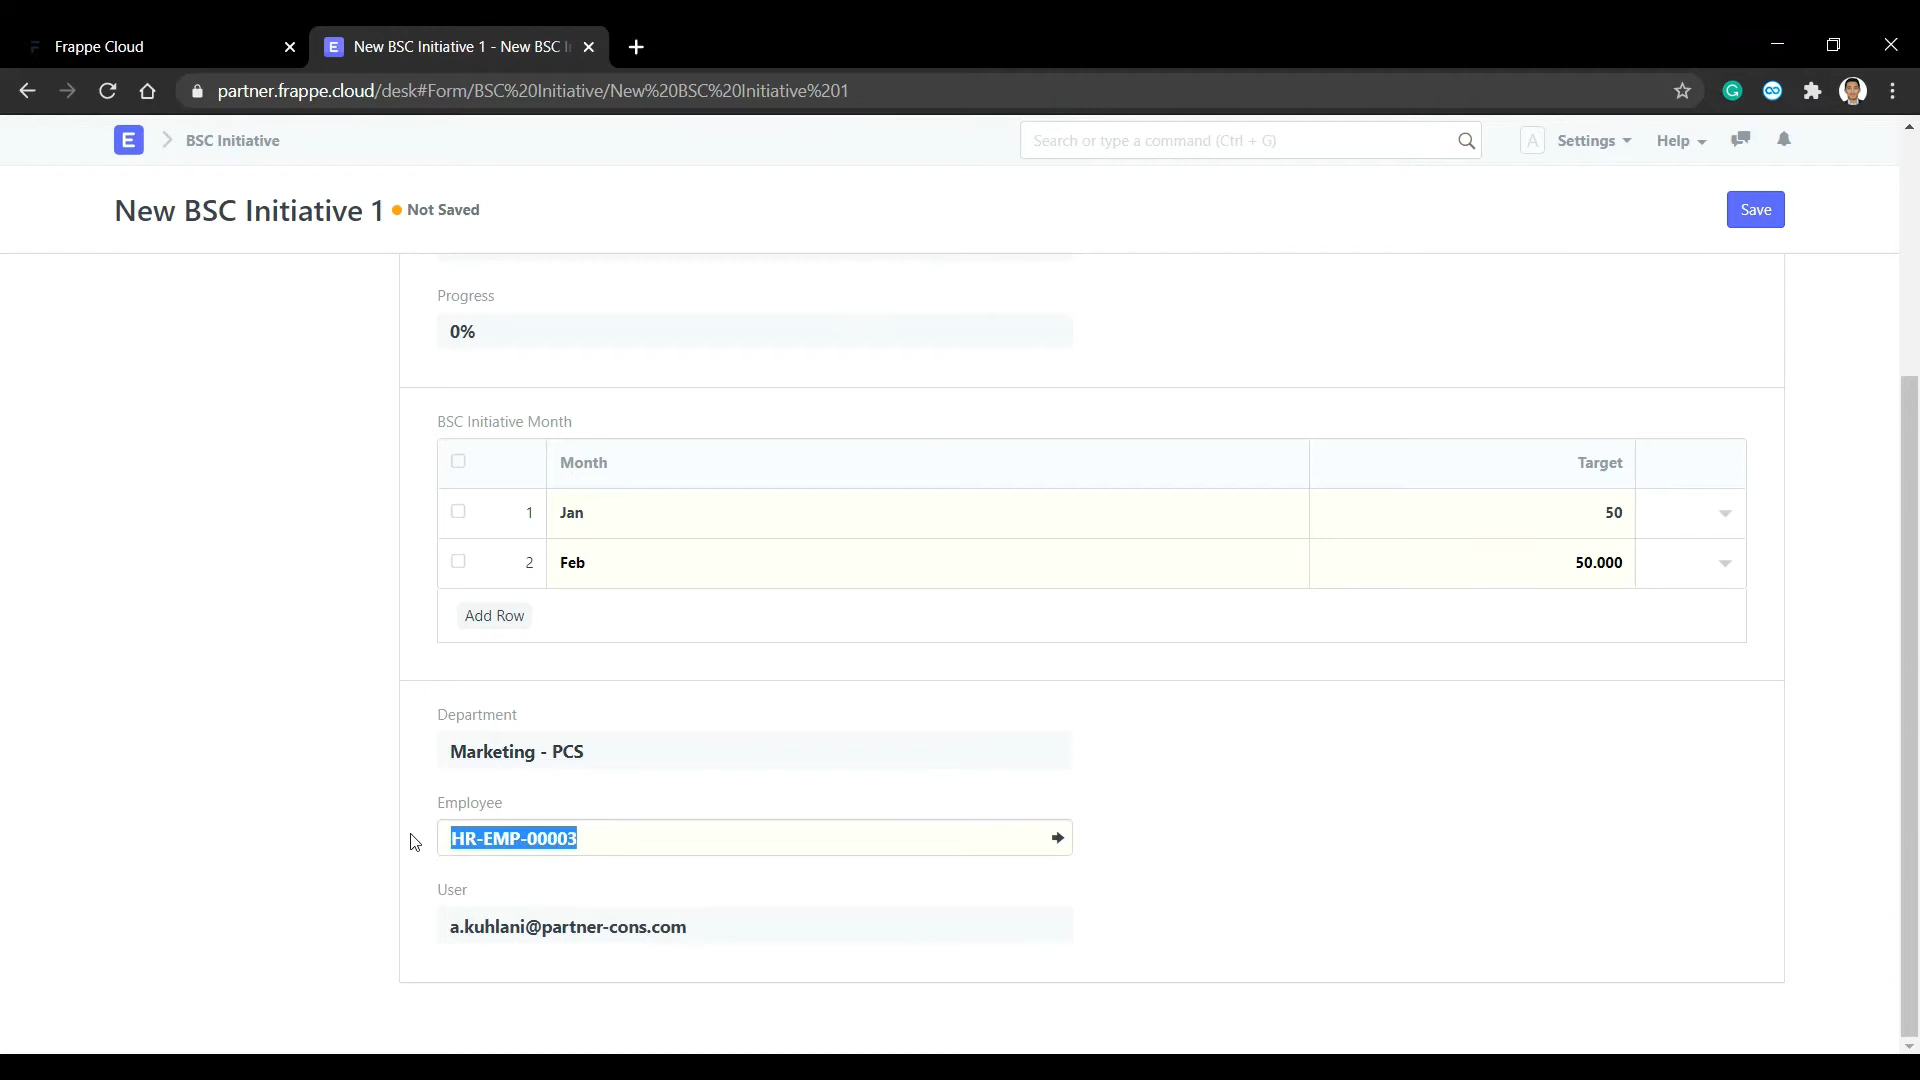 Frappe Cloud
E New BSC Initiative 1 - New BSC I
partner.frappe.cloud/desk#Form/BSC%20Initiative/New%20BSC%20Initiative%201
E BSC Initiative Search or type a command (Ctrl + G) A Settings Help
New BSC Initiative 1 Not Saved Save
Progress
0%
BSC Initiative Month
Month Target
1 Jan 50
2 Feb 50.000
Add Row
Department
Marketing - PCS
Employee
HR-EMP-00003
User
a.kuhlani@partner-cons.com